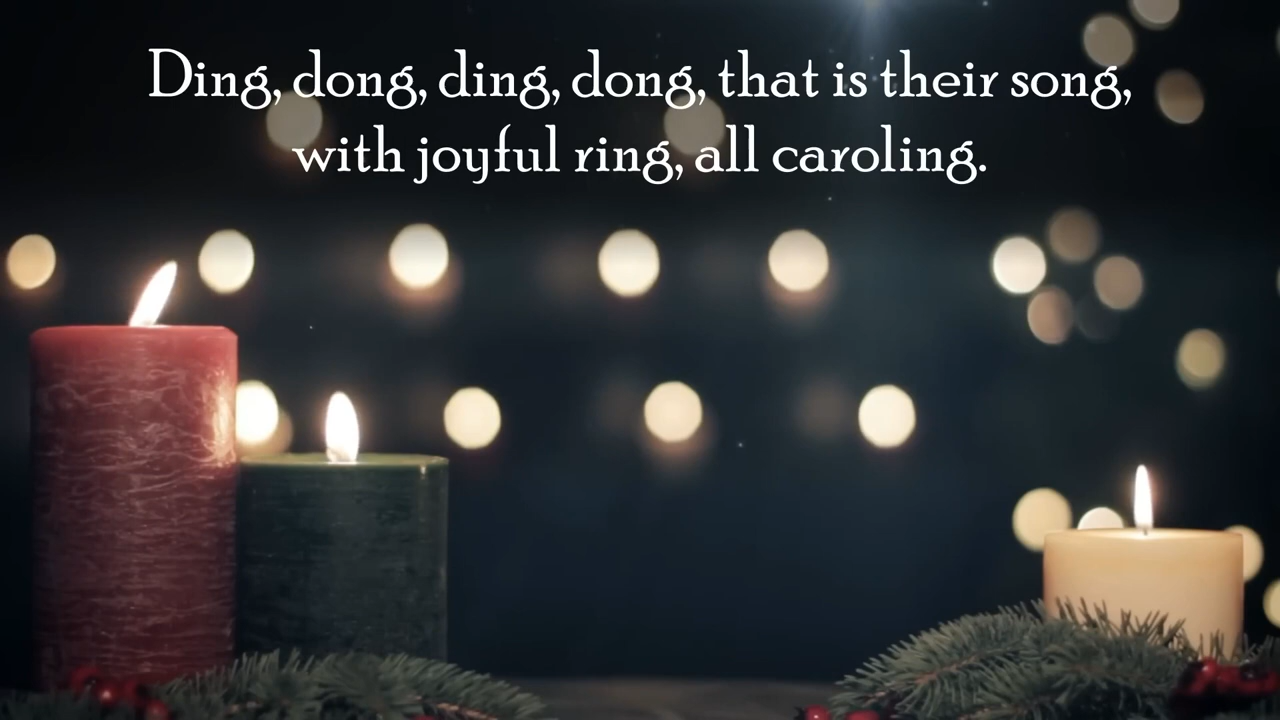 Ding, dong, ding, dong, that is their song,
with joyful ring, all caroling.